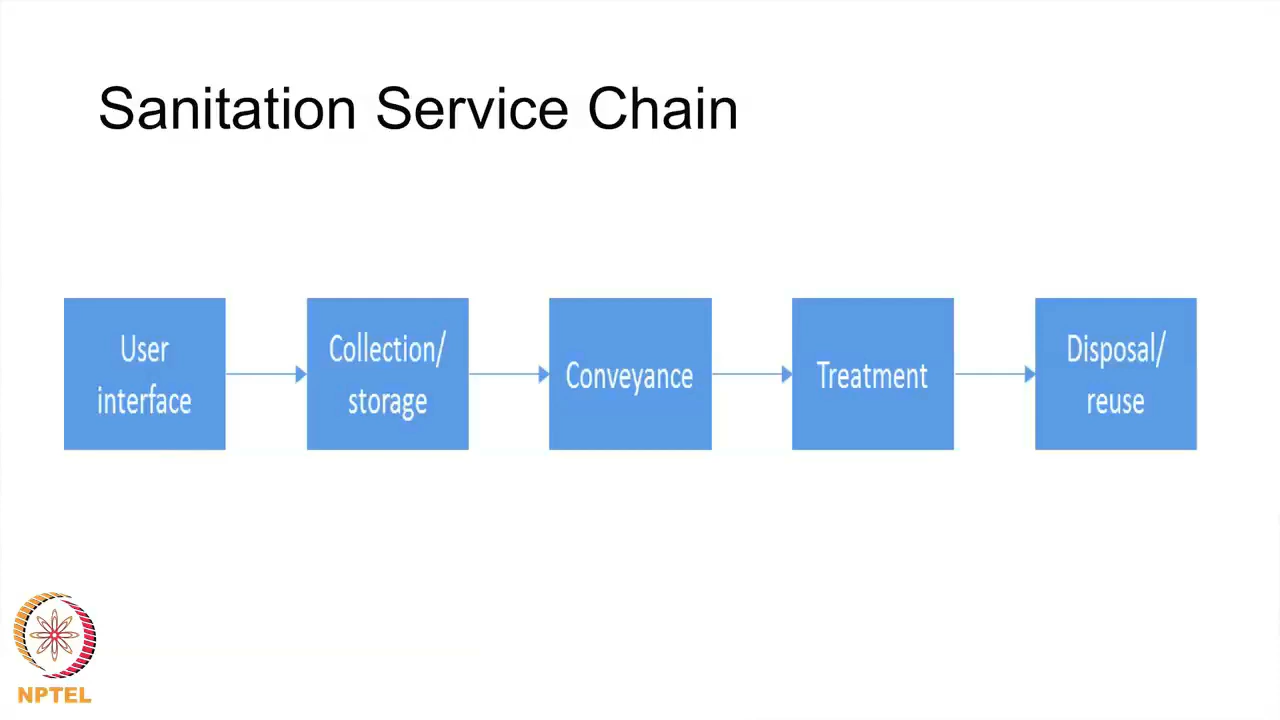 Sanitation Service Chain
User
interface
Collection/
storage
Conveyance
Treatment
Disposal/
reuse
NPTEL